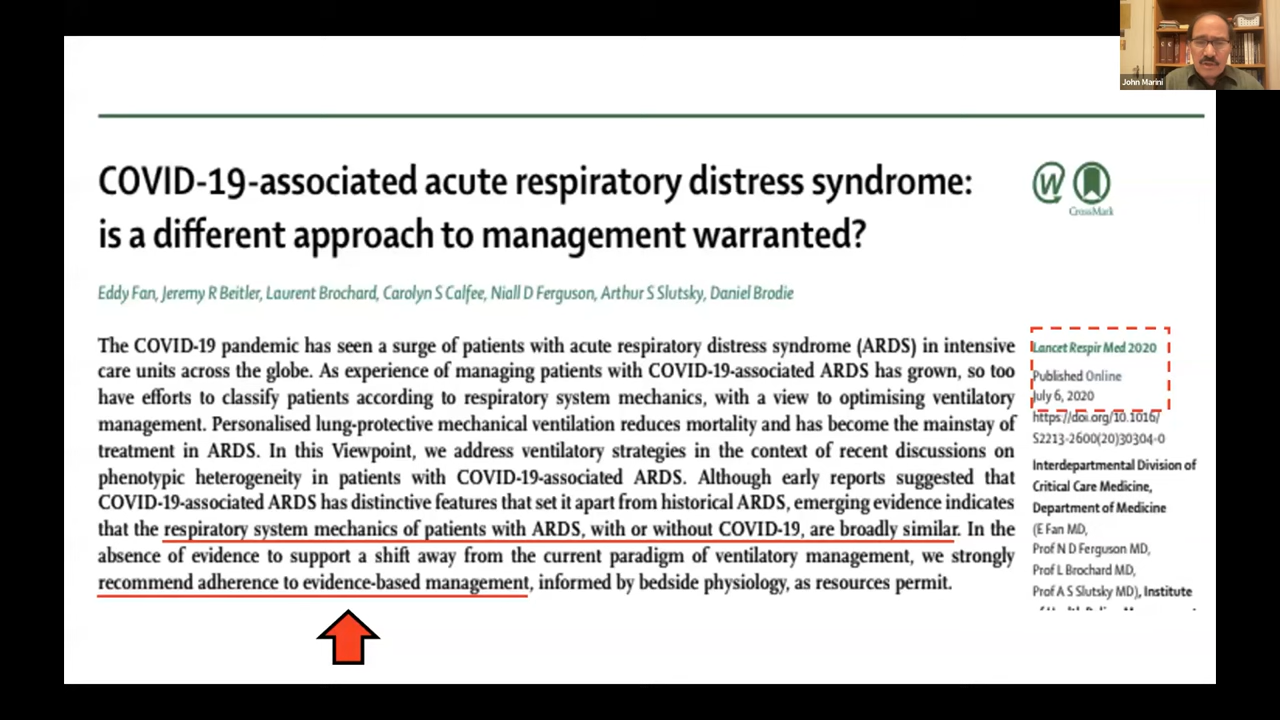 John Marini
COVID-19-associated acute respiratory distress syndrome:
is a different approach to management warranted?
CrossMark
Eddy Fan, Jeremy R Beitler, Laurent Brochard, Carolyn S Calfee, Niall D Ferguson, Arthur S Slutsky, Daniel Brodie
The COVID-19 pandemic has seen a surge of patients with acute respiratory distress syndrome (ARDS) in intensive
care units across the globe. As experience of managing patients with COVID-19-associated ARDS has grown, so too
have efforts to classify patients according to respiratory system mechanics, with a view to optimising ventilatory
management. Personalised lung-protective mechanical ventilation reduces mortality and has become the mainstay of
treatment in ARDS. In this Viewpoint, we address ventilatory strategies in the context of recent discussions on
phenotypic heterogeneity in patients with COVID-19-associated ARDS. Although early reports suggested that
COVID-19-associated ARDS has distinctive features that set it apart from historical ARDS, emerging evidence indicates
that the respiratory system mechanics of patients with ARDS, with or without COVID-19, are broadly similar. In the
absence of evidence to support a shift away from the current paradigm of ventilatory management, we strongly
recommend adherence to evidence-based management, informed by bedside physiology, as resources permit.
Lancet Respir Med 2020
Published Online
July 6, 2020
https://doi.org/10.1016/
S2213-2600(20)30304-0
Interdepartmental Division of
Critical Care Medicine,
Department of Medicine
(E Fan MD,
Prof N D Ferguson MD,
Prof L Brochard MD,
Prof A S Slutsky MD), Institute